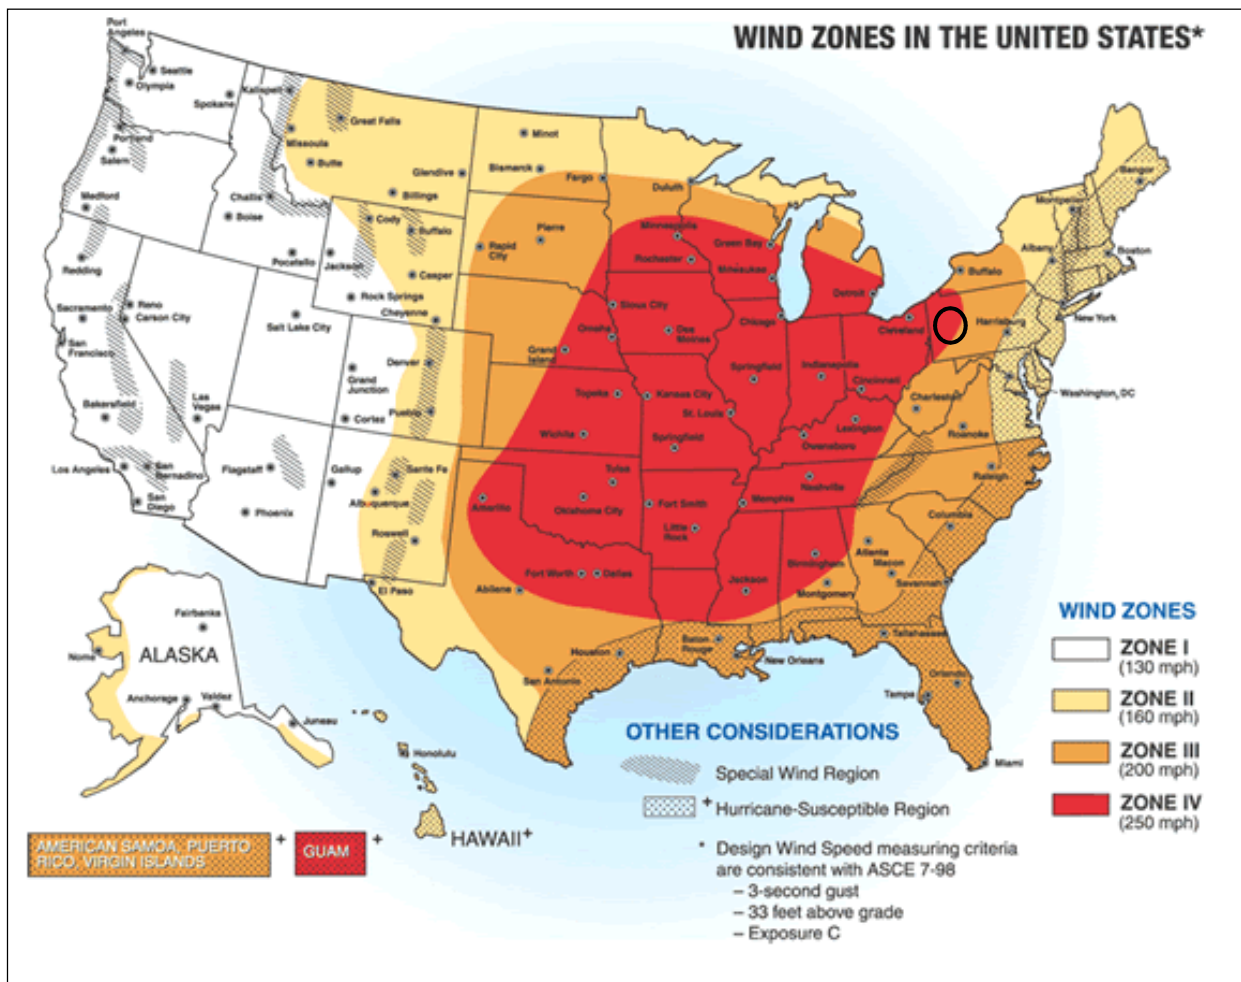 WIND ZONES IN THE UNITED STATES*
Port
Angeles
Seattle
Olympia
Spokane
Kalispell
Great Falls
Portland
Salem
Missoula
Butte
Glendive
Minot
Bismarck
Fargo
Duluth
Medford
Challis
Boise
Billings
Cody
Buffalo
Pierre
Rapid
City
Minneapolis
Rochester
Green Bay
Milwaukee
Bangor
Montpelier
Albany
Boston
Buffalo
Redding
Pocatello
Jackson
Casper
Rock Springs
Cheyenne
Sioux City
Detroit
Erie
Sacramento
Reno
Carson City
Salt Lake City
Omaha
Des
Moines
Chicago
Cleveland
Harrisburg
New York
San
Francisco
Grand
Island
Denver
Grand
Junction
Springfield
Indianapolis
Cincinnati
Washington, DC
Bakersfield
Las
Vegas
Cortez
Pueblo
Topeka
Kansas City
St. Louis
Charleston
Lexington
Owensboro
Roanoke
Wichita
Springfield
Los Angeles
San
Bernadino
Flagstaff
Gallup
Sante Fe
Tulsa
Nashville
Raleigh
San
Diego
Phoenix
Albuquerque
Amarillo
Oklahoma City
Fort Smith
Memphis
Roswell
Little
Rock
Columbia
Atlanta
Macon
Birmingham
El Paso
Abilene
Fort Worth
Dallas
Jackson
Montgomery
Savannah
Fairbanks
Nome
ALASKA
Anchorage
Valdez
Juneau
Houston
San Antonio
Baton
Rouge
New Orleans
Tallahassee
Orlando
Tampa
Miami
Honolulu
HAWAII+
AMERICAN SAMOA, PUERTO
RICO, VIRGIN ISLANDS
+
GUAM
+
OTHER CONSIDERATIONS
Special Wind Region
+ Hurricane-Susceptible Region
* Design Wind Speed measuring criteria
are consistent with ASCE 7-98
– 3-second gust
– 33 feet above grade
– Exposure C
WIND ZONES
ZONE I
(130 mph)
ZONE II
(160 mph)
ZONE III
(200 mph)
ZONE IV
(250 mph)